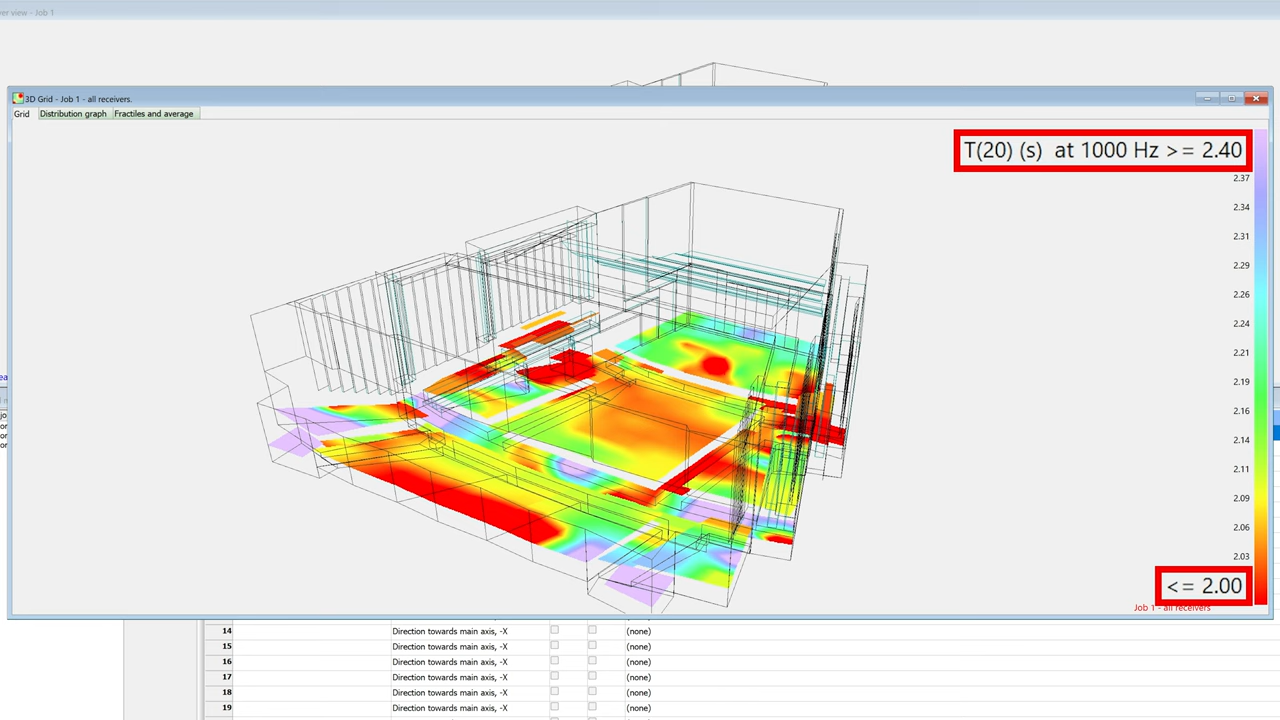 ver view - Job 1
3D Grid - Job 1 - all receivers.
Grid Distribution graph Fractiles and average
T(20) (s) at 1000 Hz >= 2.40
2.37
2.34
2.31
2.29
2.26
2.24
2.21
2.19
2.16
2.14
2.11
2.09
2.06
2.03
<= 2.00
Job 1 - all receivers
14 Direction towards main axis, -X (none)
15 Direction towards main axis, -X (none)
16 Direction towards main axis, -X (none)
17 Direction towards main axis, -X (none)
18 Direction towards main axis, -X (none)
19 Direction towards main axis, -X (none)